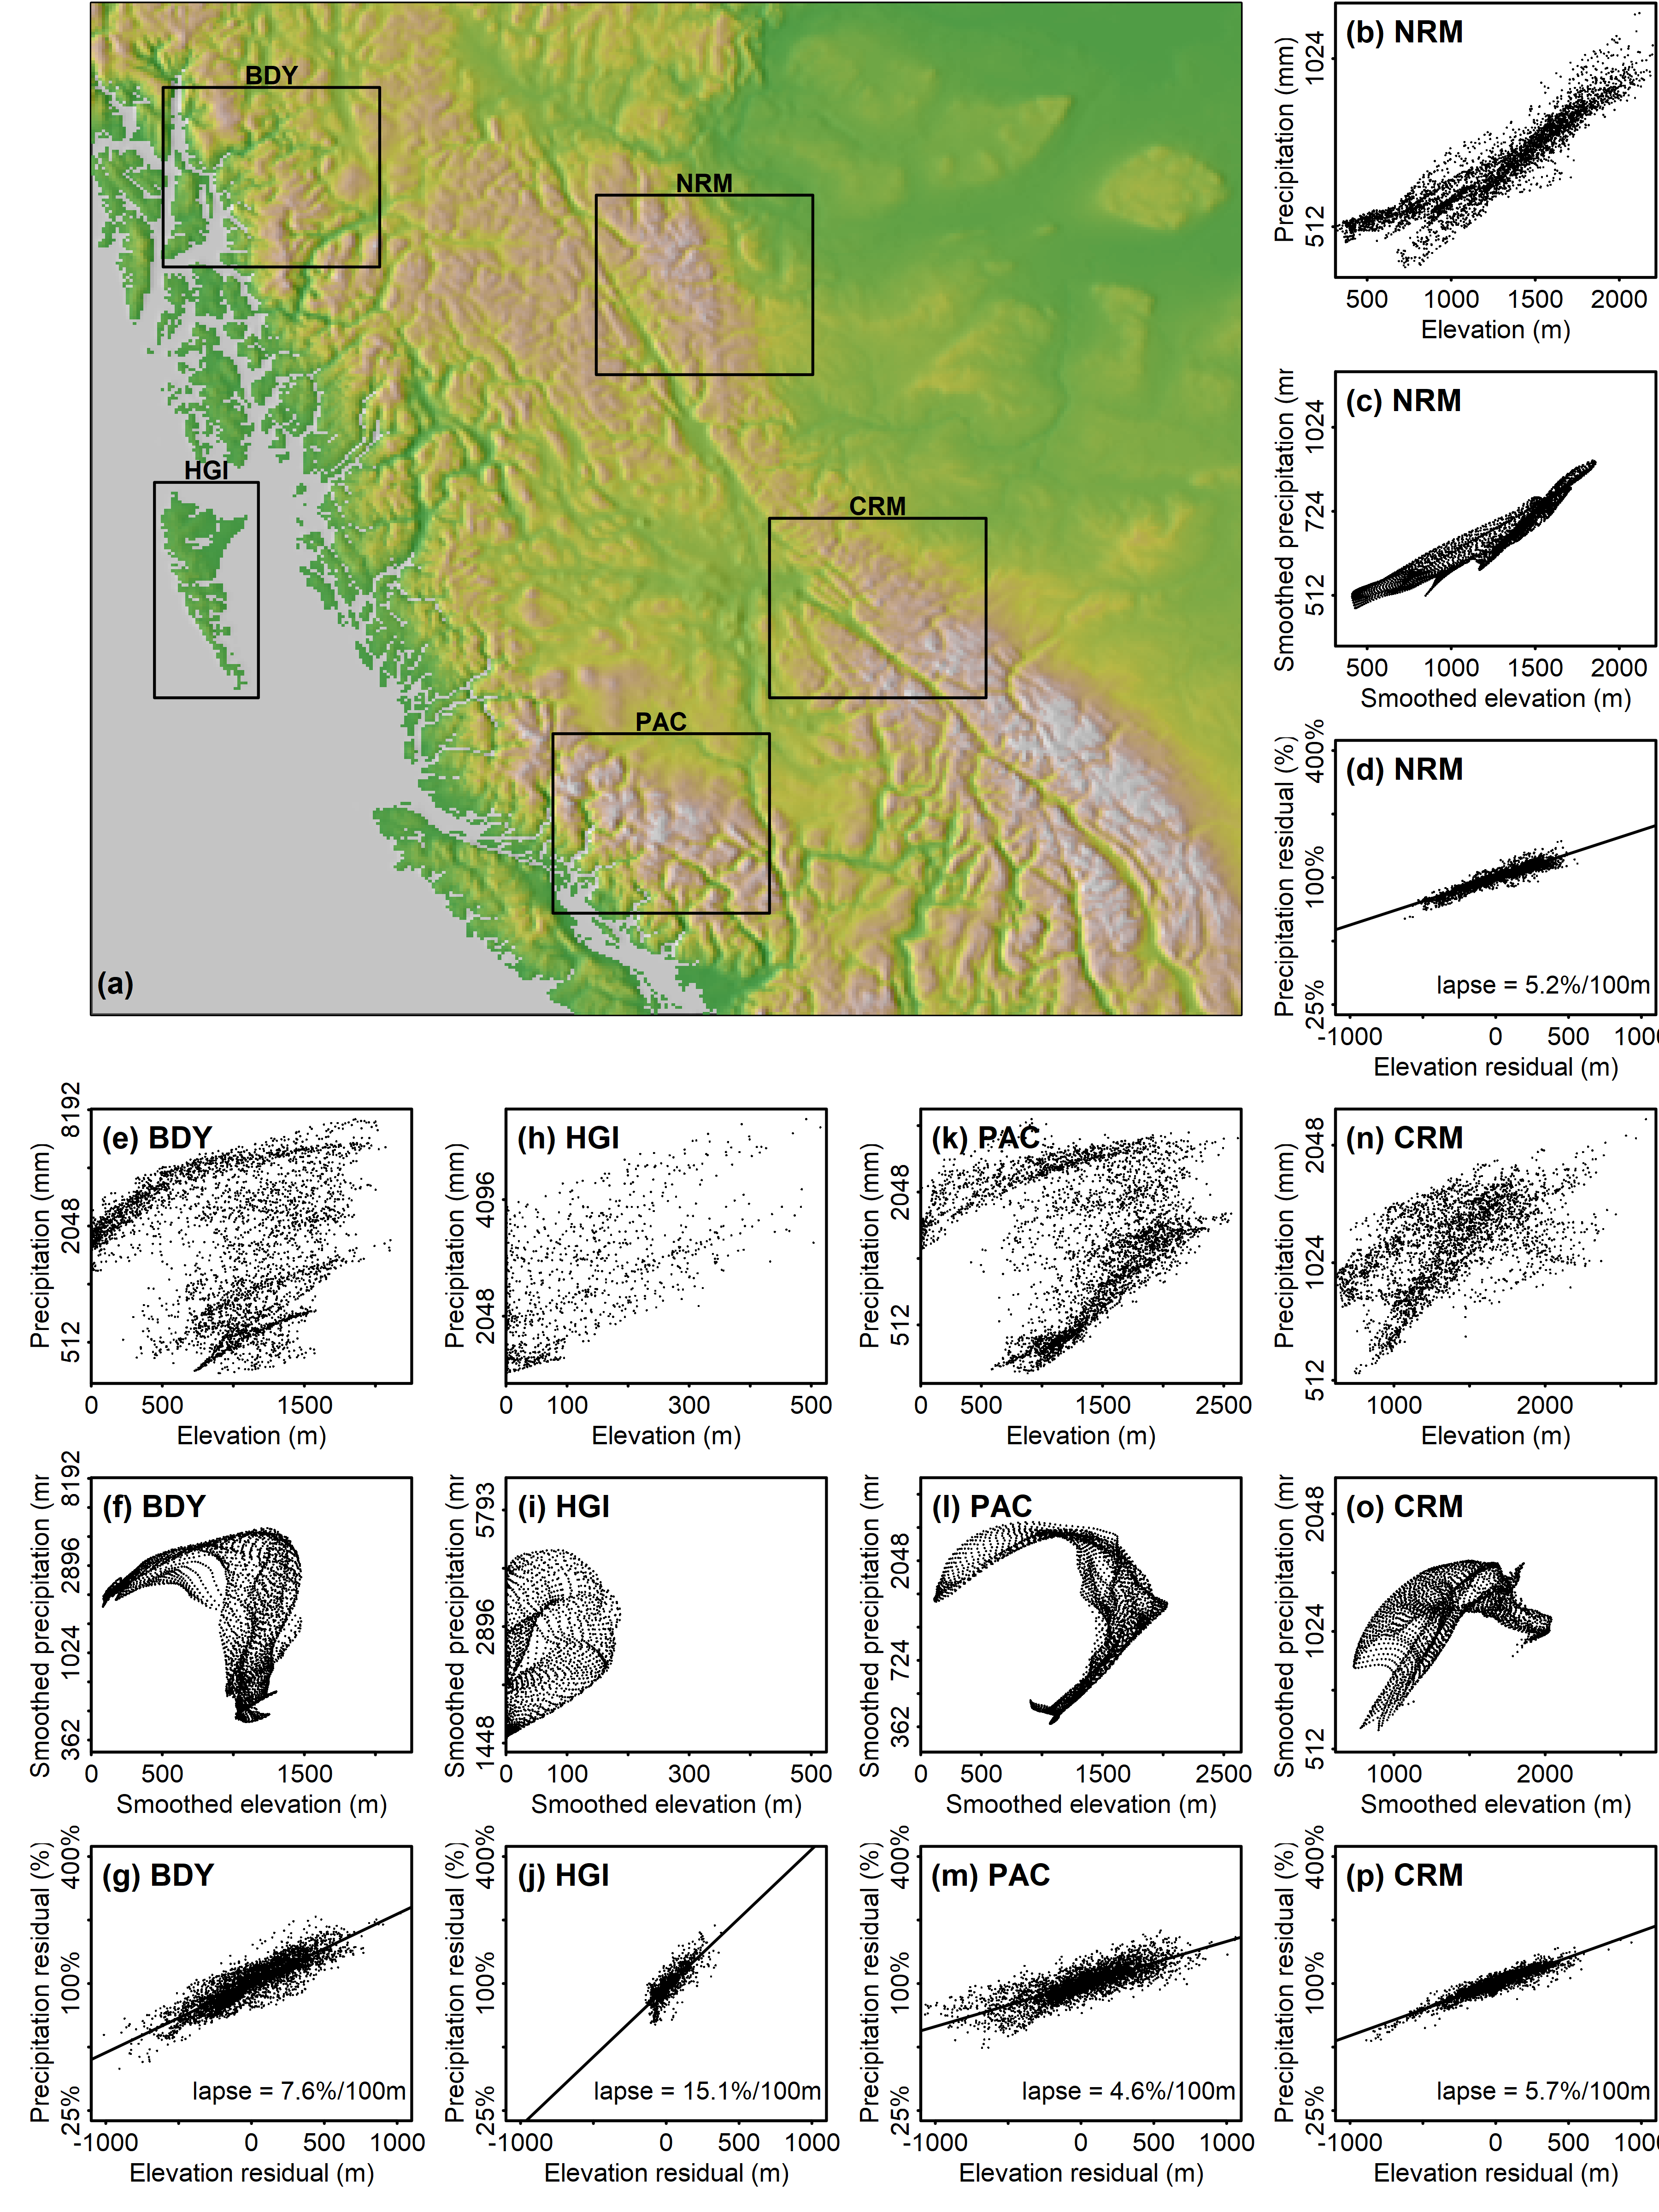 BDY
NRM
HGI
CRM
PAC
(a)
(b) NRM
Precipitation (mm)
512
1024
500 1000 1500 2000
Elevation (m)
(c) NRM
Smoothed precipitation (mr
512
724
1024
500 1000 1500 2000
Smoothed elevation (m)
(d) NRM
Precipitation residual (%)
25%
100%
400%
lapse = 5.2%/100m
-1000 0 500 1000
Elevation residual (m)
(e) BDY
Precipitation (mm)
512
2048
8192
0 500 1500
Elevation (m)
(h) HGI
Precipitation (mm)
2048
4096
0 100 300 500
Elevation (m)
(k) PAC
Precipitation (mm)
512
2048
0 500 1500 2500
Elevation (m)
(n) CRM
Precipitation (mm)
512
1024
2048
1000 2000
Elevation (m)
(f) BDY
Smoothed precipitation (mr
362
1024
2896
8192
0 500 1500
Smoothed elevation (m)
(i) HGI
Smoothed precipitation (mr
1448
2896
5793
0 100 300 500
Smoothed elevation (m)
(l) PAC
Smoothed precipitation (mr
362
724
2048
0 500 1500 2500
Smoothed elevation (m)
(o) CRM
Smoothed precipitation (mr
512
1024
2048
1000 2000
Smoothed elevation (m)
(g) BDY
Precipitation residual (%)
25%
100%
400%
lapse = 7.6%/100m
-1000 0 500 1000
Elevation residual (m)
(j) HGI
Precipitation residual (%)
25%
100%
400%
lapse = 15.1%/100m
-1000 0 1000
Elevation residual (m)
(m) PAC
Precipitation residual (%)
25%
100%
400%
lapse = 4.6%/100m
-1000 0 500 1000
Elevation residual (m)
(p) CRM
Precipitation residual (%)
25%
100%
400%
lapse = 5.7%/100m
-1000 0 500 1000
Elevation residual (m)